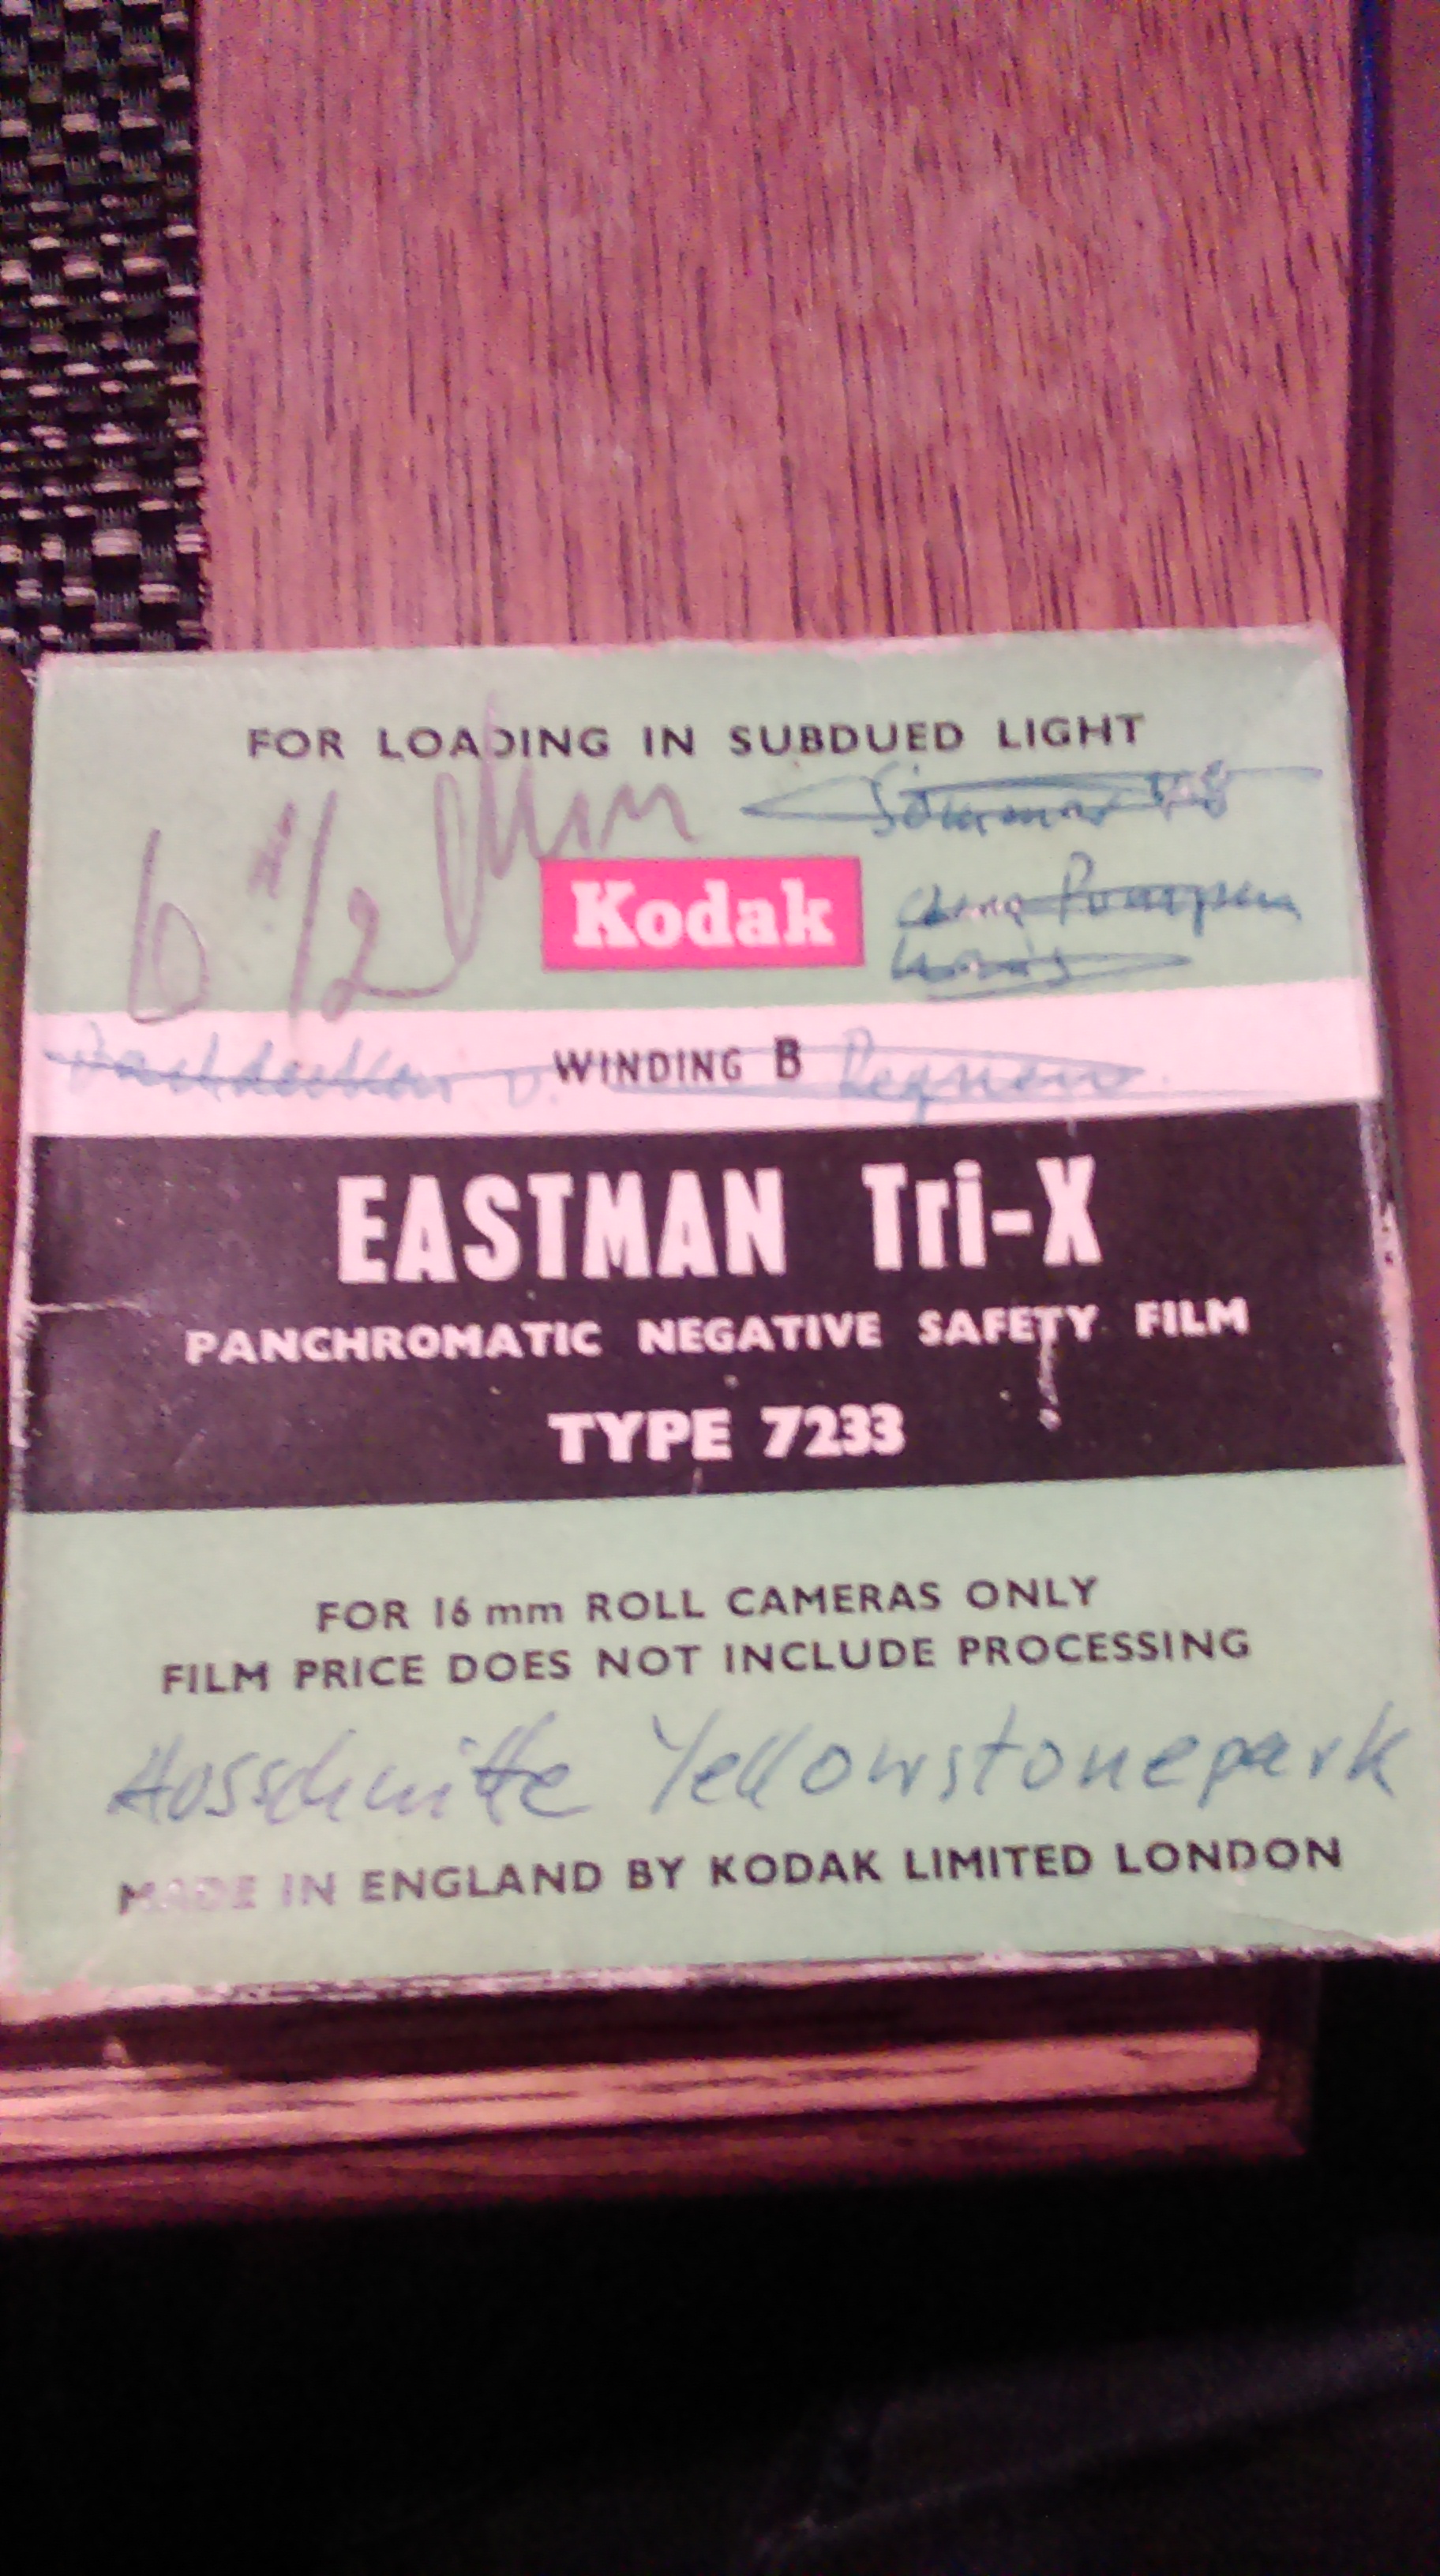 FOR LOADING IN SUBDUED LIGHT
6 1/2 Min
Sommar
Kodak
Pumpen
WINDING B
EASTMAN Tri-X
PANCHROMATIC NEGATIVE SAFETY FILM
TYPE 7233
FOR 16 mm ROLL CAMERAS ONLY
FILM PRICE DOES NOT INCLUDE PROCESSING
Ausschnitte Yellowstonepark
MADE IN ENGLAND BY KODAK LIMITED LONDON